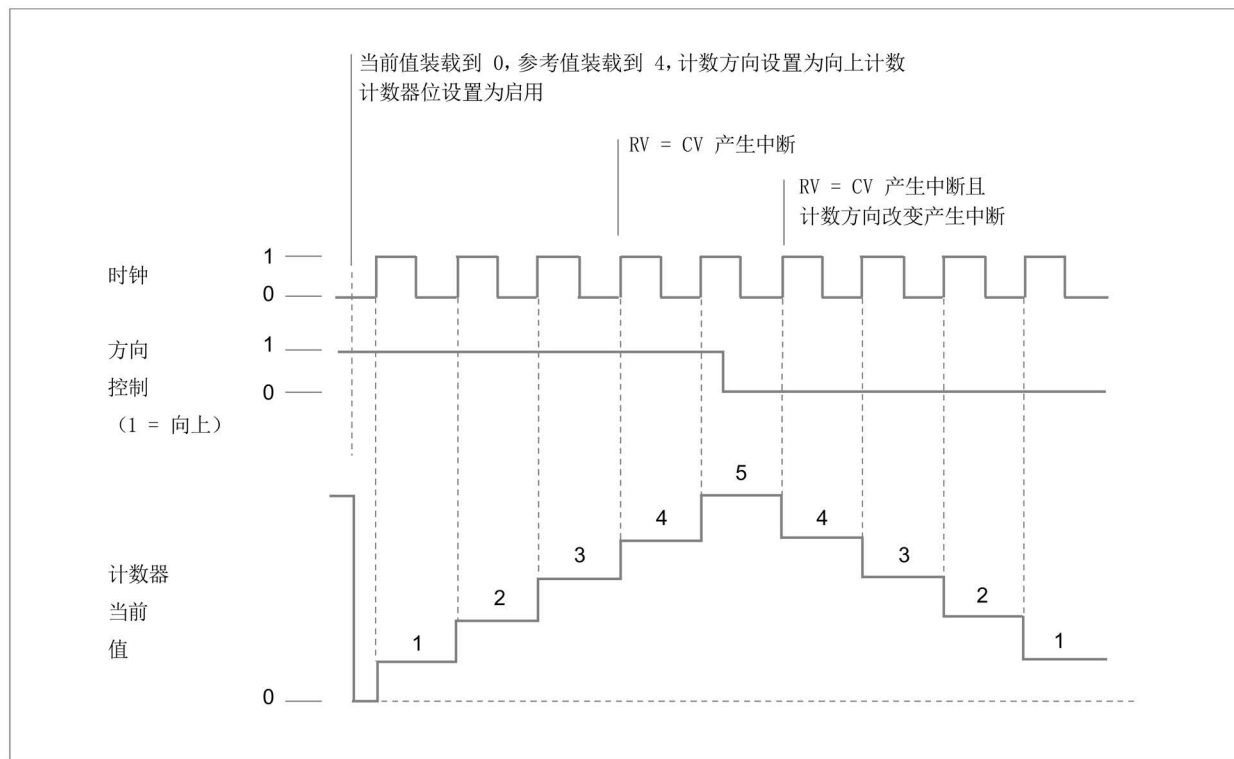 当前值装载到 0,参考值装载到 4,计数方向设置为向上计数
计数器位设置为启用
RV = CV 产生中断
RV = CV 产生中断且
计数方向改变产生中断
时钟
1
0
方向
控制
(1 = 向上)
1
0
计数器
当前
值
0
1
2
3
4
5
4
3
2
1